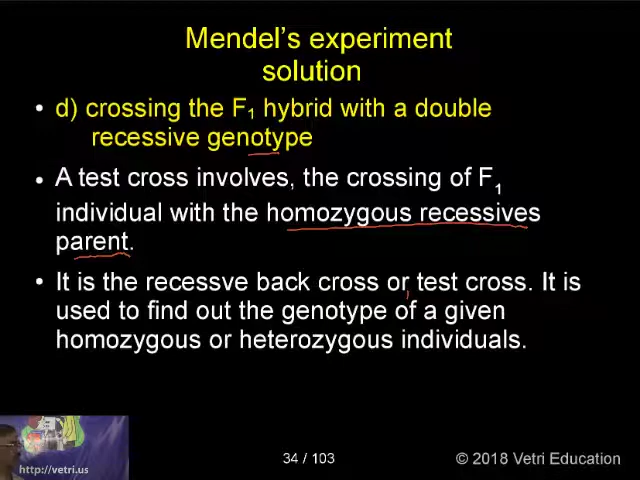 Mendel's experiment
solution
• d) crossing the F₁ hybrid with a double
recessive genotype
• A test cross involves, the crossing of F₁
individual with the homozygous recessives
parent.
• It is the recessve back cross or test cross. It is
used to find out the genotype of a given
homozygous or heterozygous individuals.
http://vetri.us
34 / 103
© 2018 Vetri Education